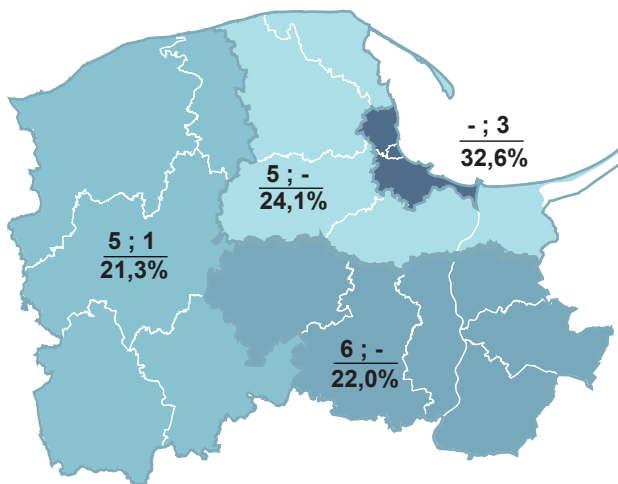 - ; 3
32,6%
5 ; -
24,1%
5 ; 1
21,3%
6 ; -
22,0%